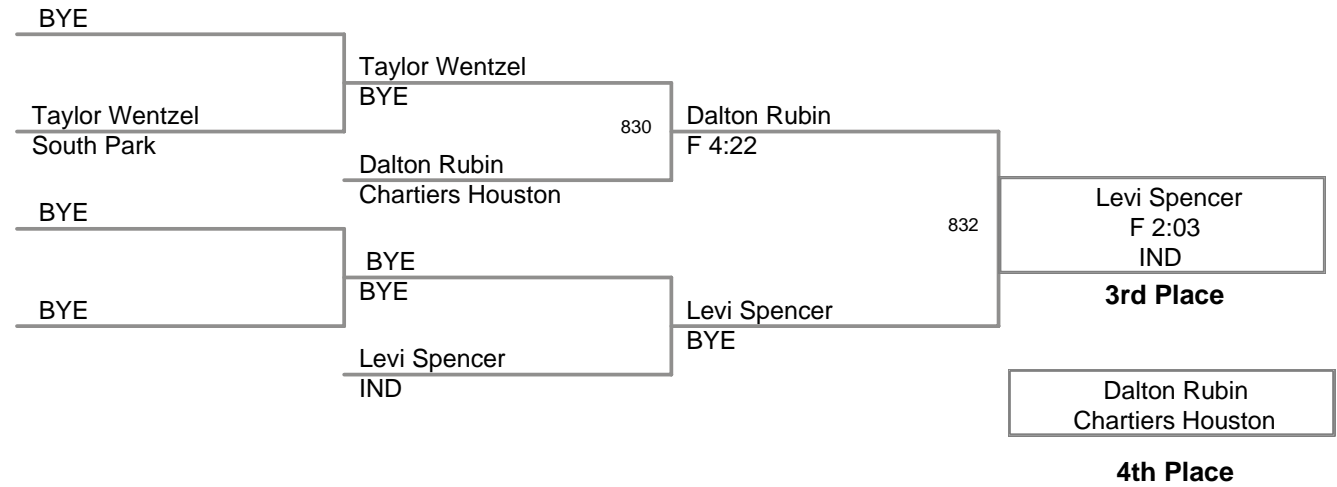 BYE
Taylor Wentzel
South Park
BYE
BYE
Taylor Wentzel
BYE
830
Dalton Rubin
Chartiers Houston
BYE
BYE
Levi Spencer
IND
Dalton Rubin
F 4:22
832
Levi Spencer
BYE
Levi Spencer
F 2:03
IND
3rd Place
Dalton Rubin
Chartiers Houston
4th Place